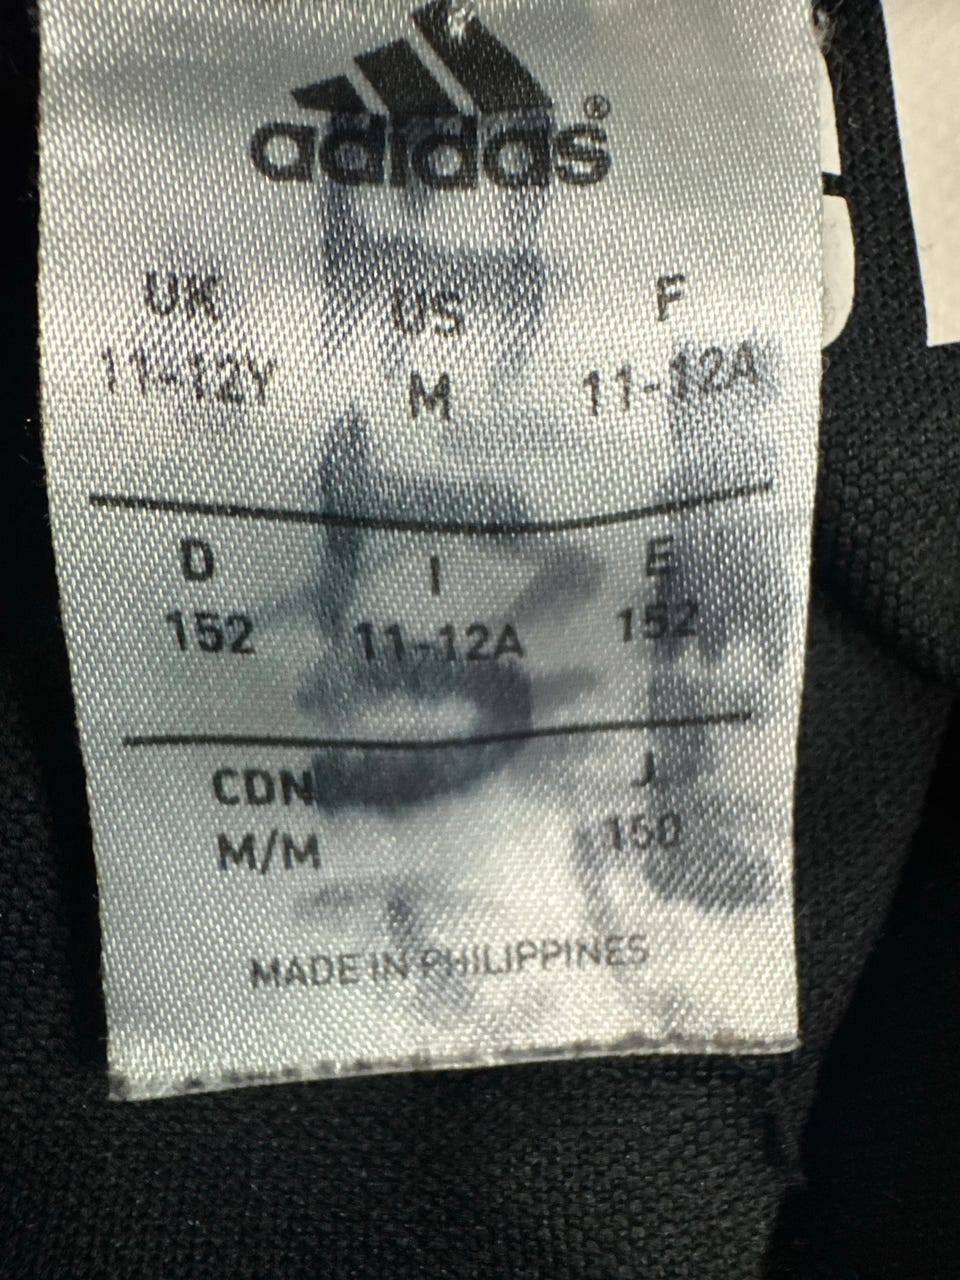 adidas®
UK US F
11-12Y M 11-12A
D I E
152 11-12A 152
CDN J
M/M 150
MADE IN PHILIPPINES